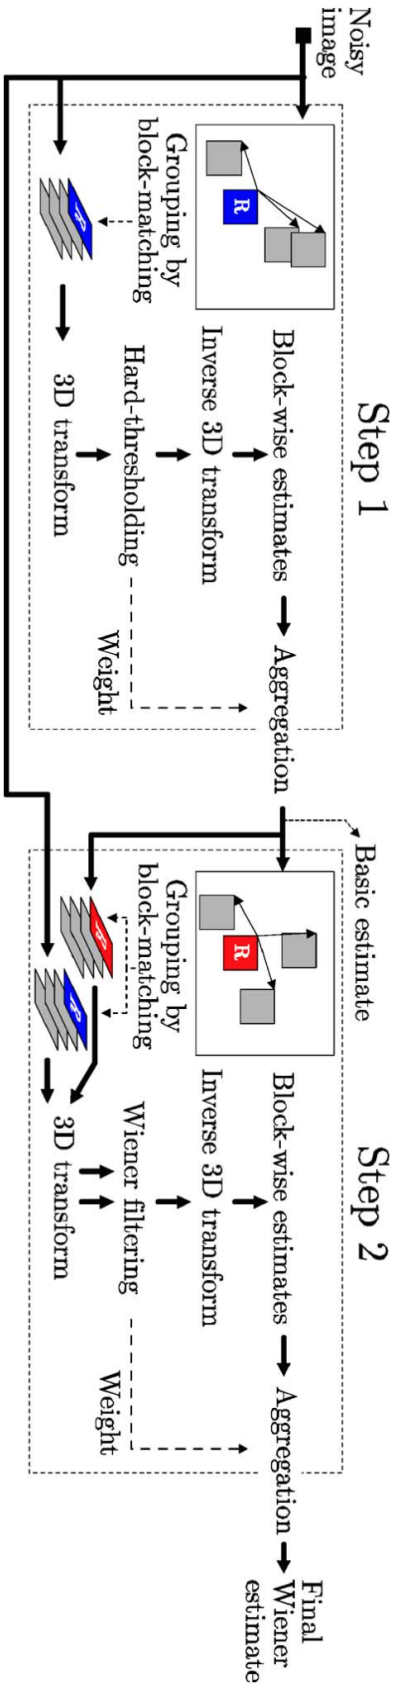 Noisy
image
Step 1
R
Grouping by
block-matching
R
3D transform
Hard-thresholding
Inverse 3D transform
Block-wise estimates
Weight
Aggregation
Basic estimate
Step 2
R
Grouping by
block-matching
R
R
3D transform
Wiener filtering
Inverse 3D transform
Block-wise estimates
Weight
Aggregation
Final
Wiener
estimate